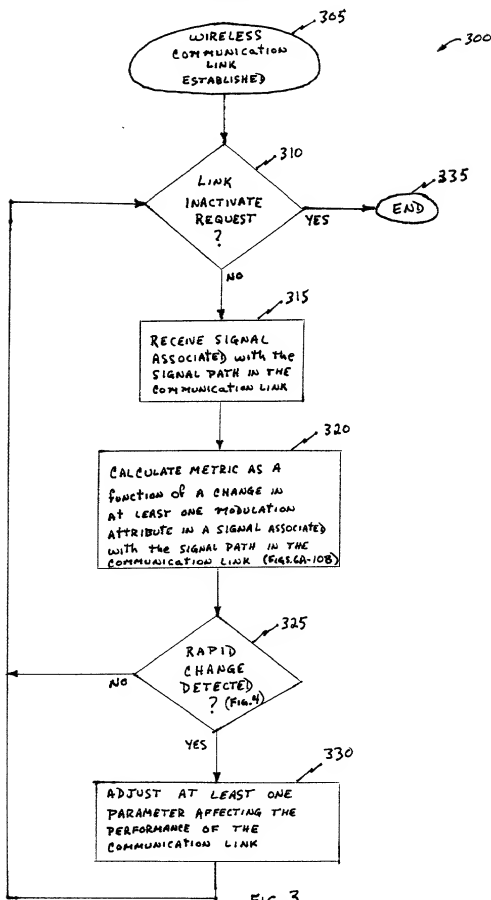 305
300
WIRELESS
COMMUNICATION
LINK
ESTABLISHED
310
LINK
INACTIVATE
REQUEST
?
YES
335
END
NO
315
RECEIVE SIGNAL
ASSOCIATED with the
SIGNAL PATH IN THE
COMMUNICATION LINK
320
CALCULATE METRIC AS A
function of A CHANGE IN
At LEAST ONE MODULATION
ATTRIBUTE IN A SIGNAL ASSOCIATED
with the SIGNAL PATH IN THE
COMMUNICATION LINK (FIGS.6A-10B)
325
RAPID
CHANGE
DETECTED
? (FIG.4)
NO
YES
330
ADJUST AT LEAST ONE
PARAMETER AFFECTING THE
PERFORMANCE OF THE
COMMUNICATION LINK
FIG 3